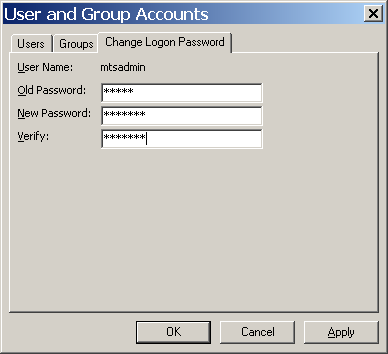 User and Group Accounts
Users Groups Change Logon Password
User Name: mtsadmin
Old Password: *****
New Password: *******
Verify: *******
OK Cancel Apply